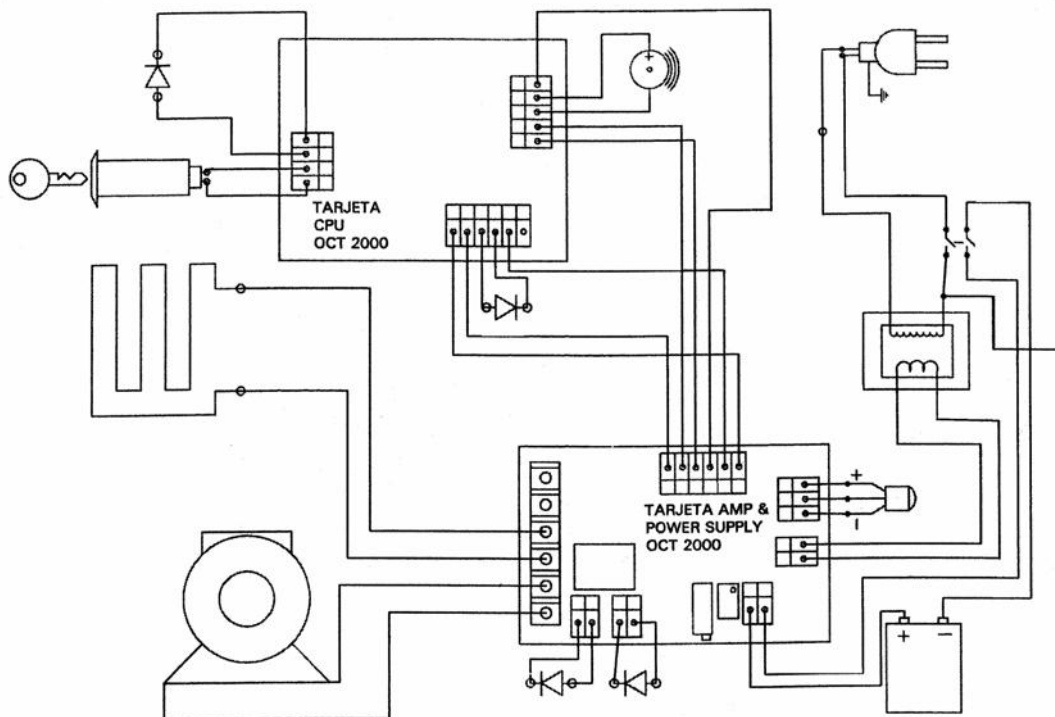 +
TARJETA
CPU
OCT 2000
TARJETA AMP &
POWER SUPPLY
OCT 2000
+
−
+
−